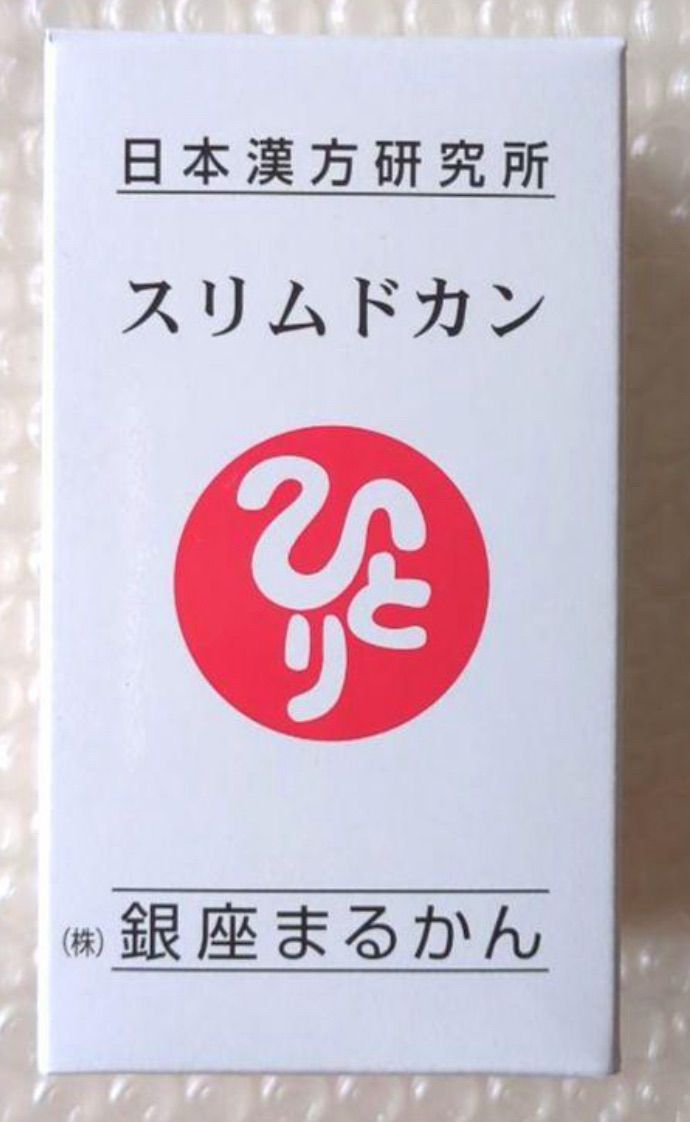 日本漢方研究所
スリムドカン
ひとり
(株)銀座まるかん